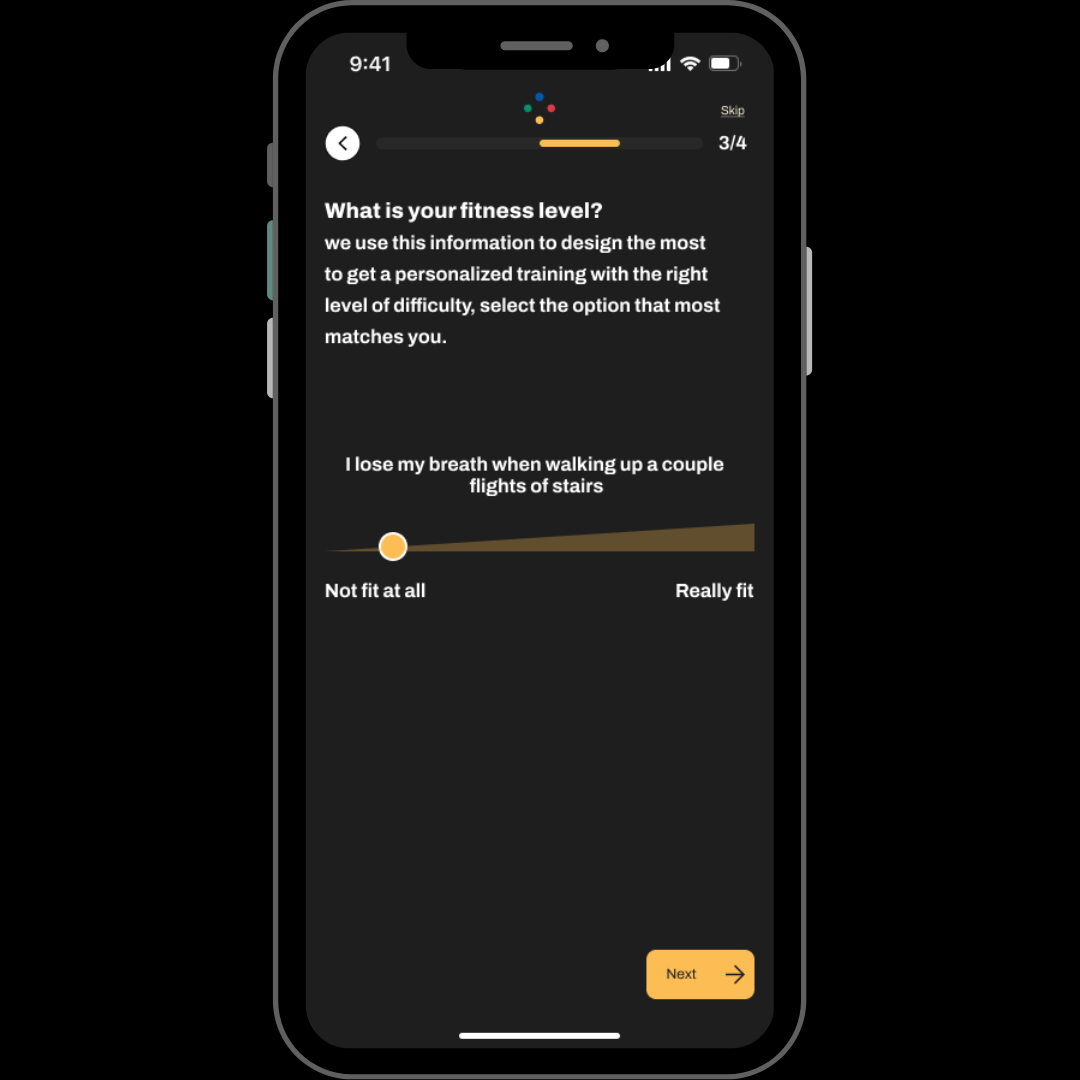 9:41
Skip
3/4
What is your fitness level?
we use this information to design the most
to get a personalized training with the right
level of difficulty, select the option that most
matches you.
I lose my breath when walking up a couple
flights of stairs
Not fit at all
Really fit
Next